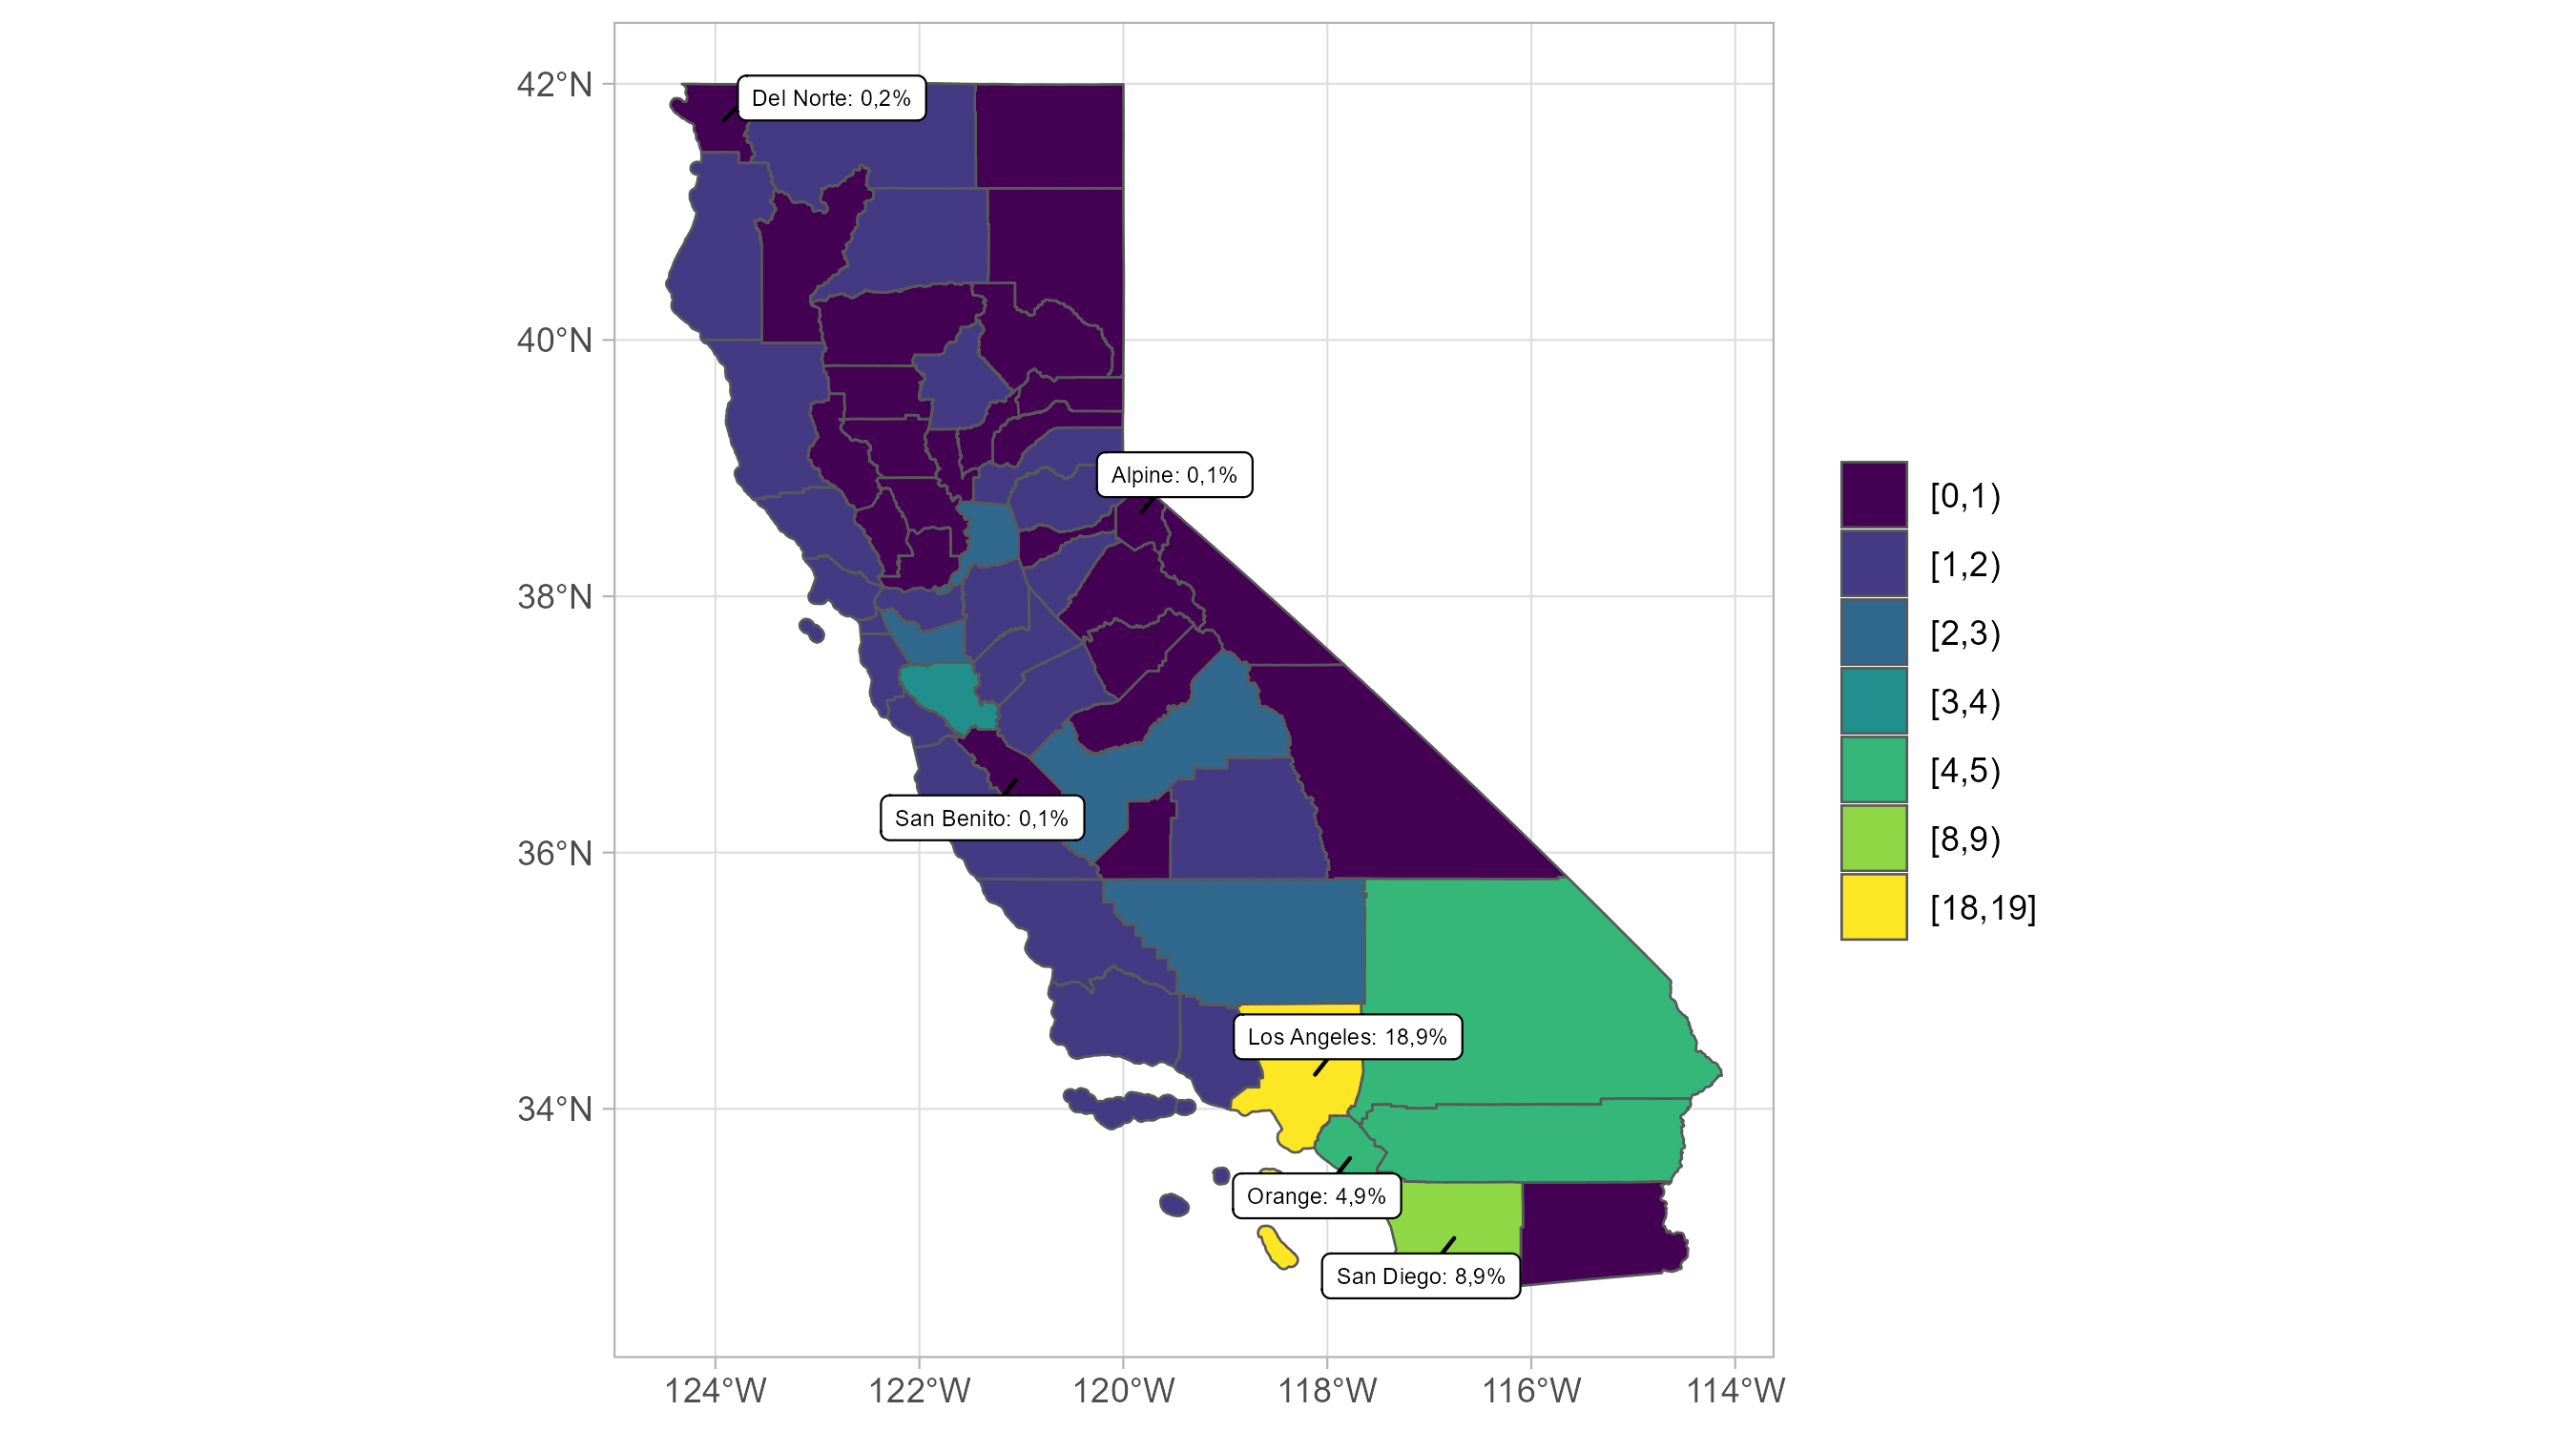 42°N
40°N
38°N
36°N
34°N
Del Norte: 0,2%
Alpine: 0,1%
San Benito: 0,1%
Los Angeles: 18,9%
Orange: 4,9%
San Diego: 8,9%
124°W
122°W
120°W
118°W
116°W
114°W
[0,1)
[1,2)
[2,3)
[3,4)
[4,5)
[8,9)
[18,19]